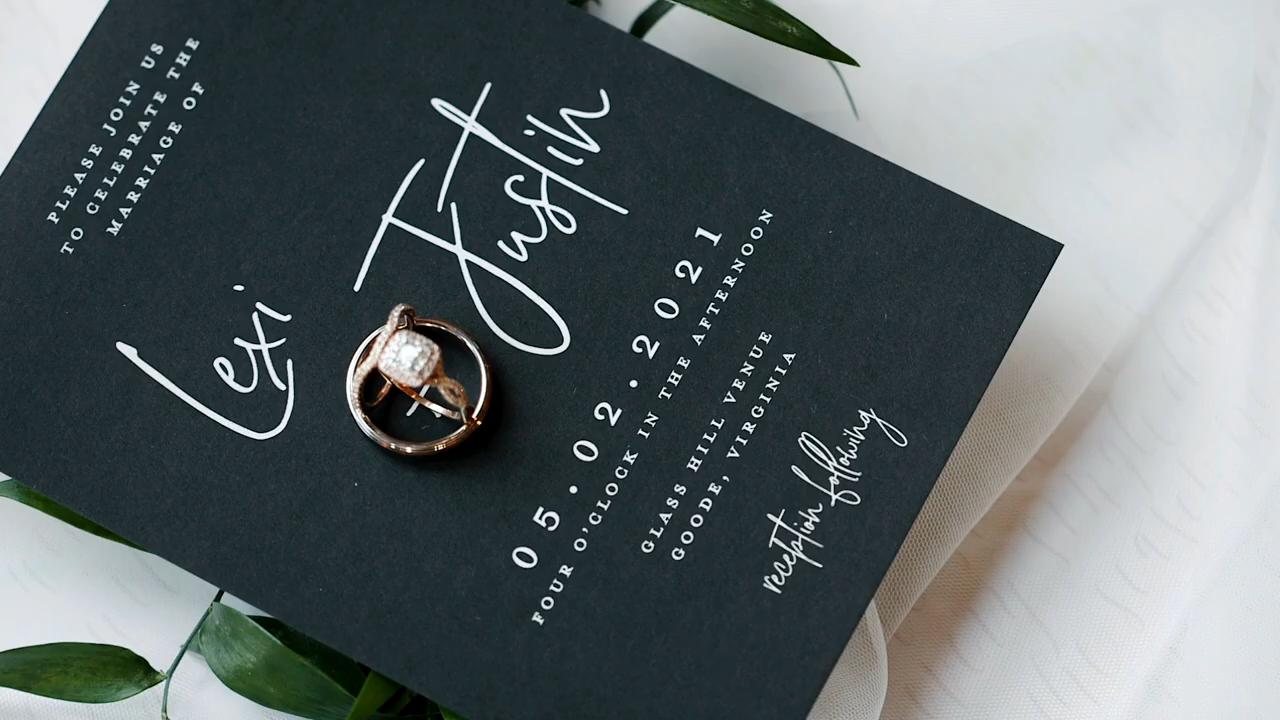 PLEASE JOIN US
TO CELEBRATE THE
MARRIAGE OF
Lexi
+
Justin
05.02.2021
FOUR O'CLOCK IN THE AFTERNOON
GLASS HILL VENUE
GOODE, VIRGINIA
reception following